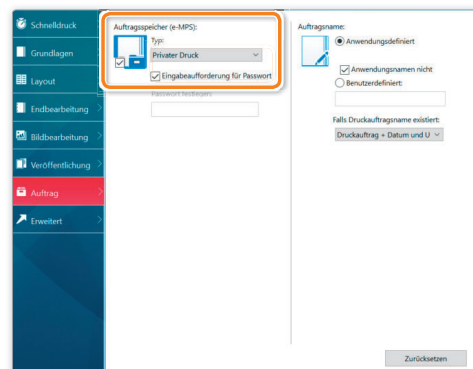 Schnelldruck
Grundlagen
Layout
Endbearbeitung
Bildbearbeitung
Veröffentlichung
Auftrag
Erweitert
Auftragsspeicher (e-MPS):
Typ:
Privater Druck
Eingabeaufforderung für Passwort
Passwort festlegen:
Auftragsname:
Anwendungsdefiniert
Anwendungsnamen nicht
Benutzerdefiniert:
Falls Druckauftragsname existiert:
Druckauftrag + Datum und U
Zurücksetzen